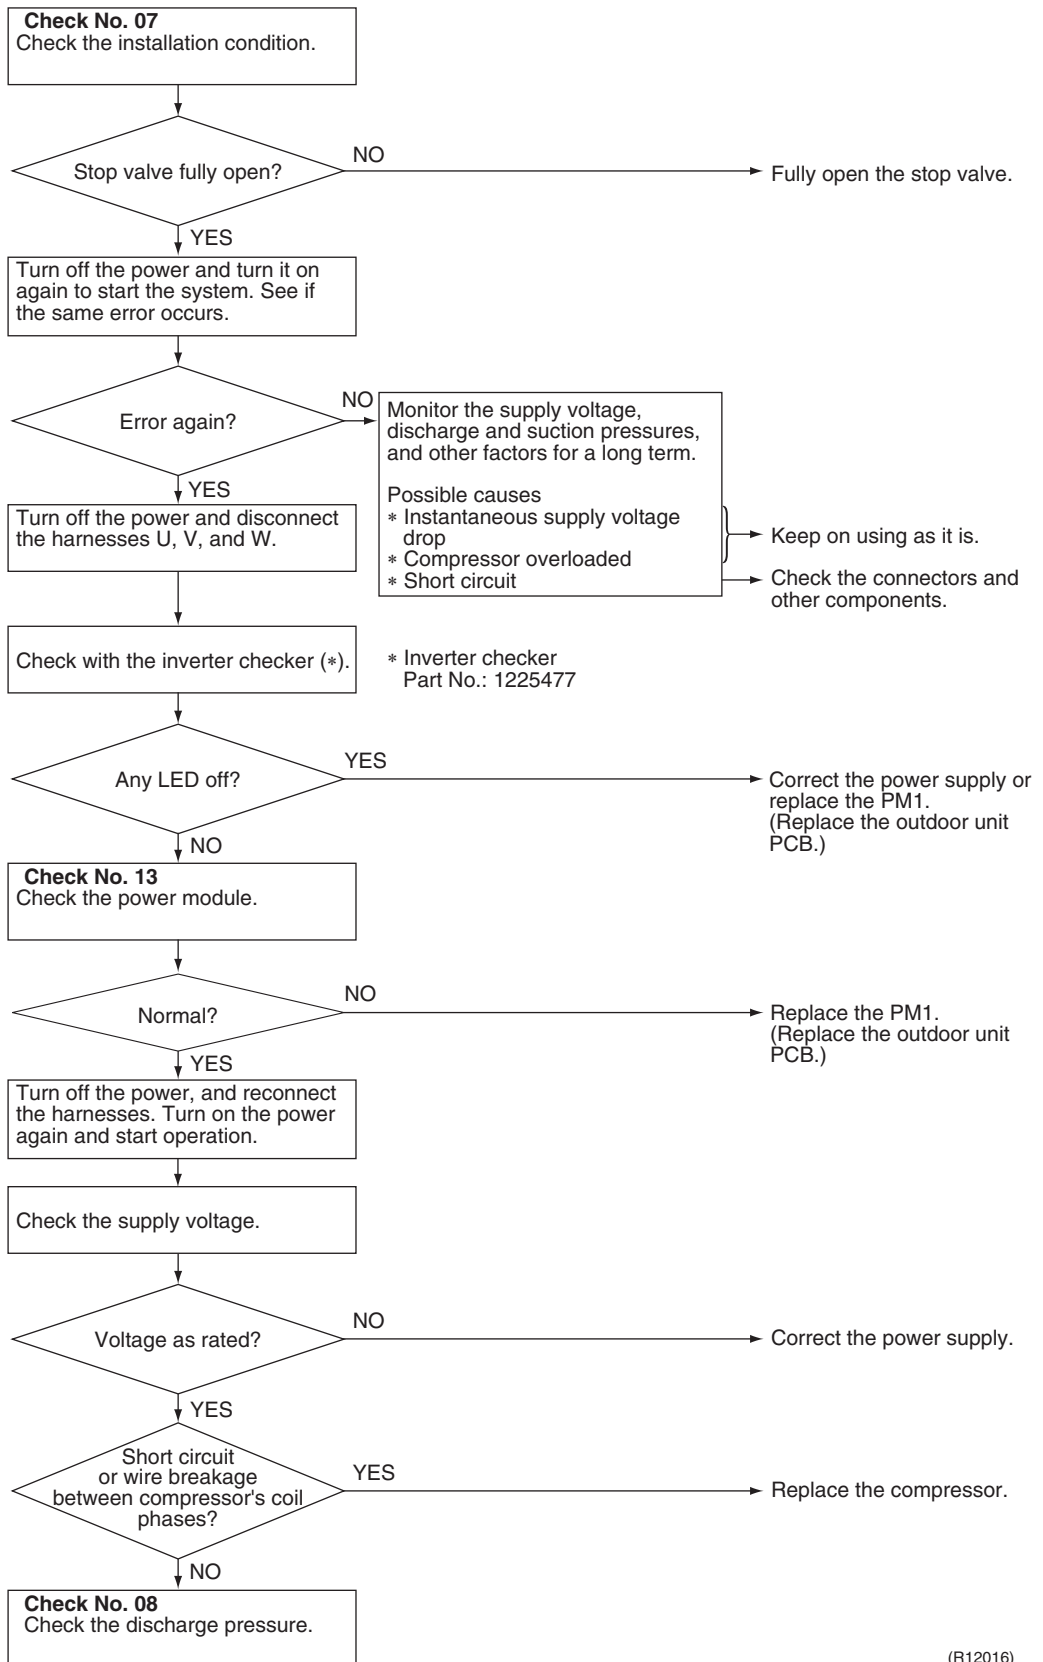 Check No. 07
Check the installation condition.
Stop valve fully open?
NO
Fully open the stop valve.
YES
Turn off the power and turn it on
again to start the system. See if
the same error occurs.
Error again?
NO
Monitor the supply voltage,
discharge and suction pressures,
and other factors for a long term.
Possible causes
* Instantaneous supply voltage
drop
* Compressor overloaded
* Short circuit
Keep on using as it is.
Check the connectors and
other components.
YES
Turn off the power and disconnect
the harnesses U, V, and W.
Check with the inverter checker (*).
* Inverter checker
Part No.: 1225477
Any LED off?
YES
Correct the power supply or
replace the PM1.
(Replace the outdoor unit
PCB.)
NO
Check No. 13
Check the power module.
Normal?
NO
Replace the PM1.
(Replace the outdoor unit
PCB.)
YES
Turn off the power, and reconnect
the harnesses. Turn on the power
again and start operation.
Check the supply voltage.
Voltage as rated?
NO
Correct the power supply.
YES
Short circuit
or wire breakage
between compressor's coil
phases?
YES
Replace the compressor.
NO
Check No. 08
Check the discharge pressure.
(R12016)